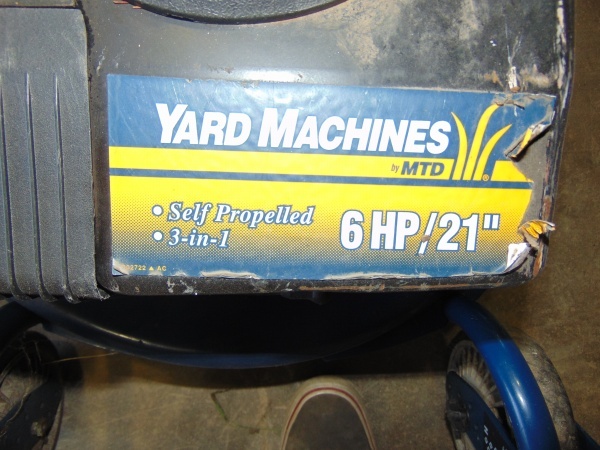 YARD MACHINES
by MTD
• Self Propelled
• 3-in-1
6 HP/21"